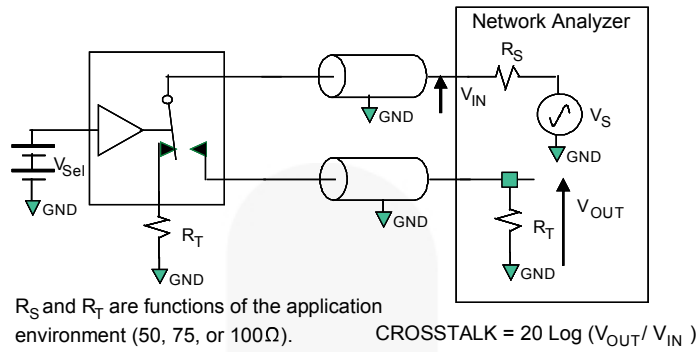 Network Analyzer
R_S
V_IN
GND
V_S
GND
V_Sel
GND
V_OUT
GND
R_T
R_T
GND
GND
R_S and R_T are functions of the application
environment (50, 75, or 100Ω).
CROSSTALK = 20 Log (V_OUT/ V_IN )